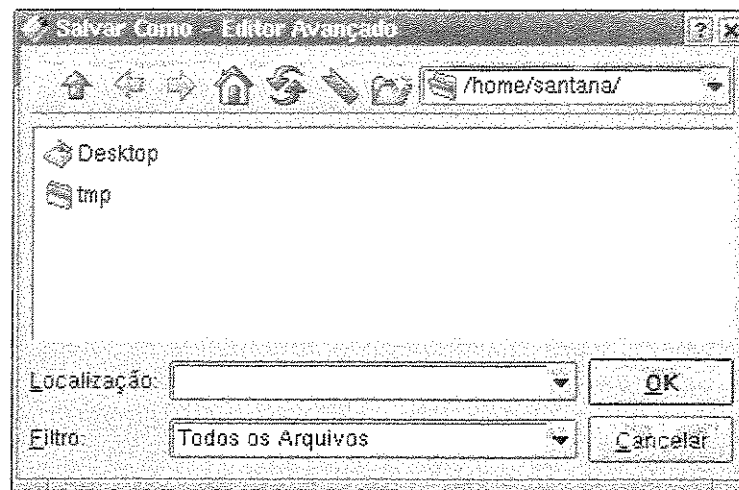 Salvar Como - Editor Avançado
/home/santana/
Desktop
tmp
Localização:
OK
Filtro:
Todos os Arquivos
Cancelar